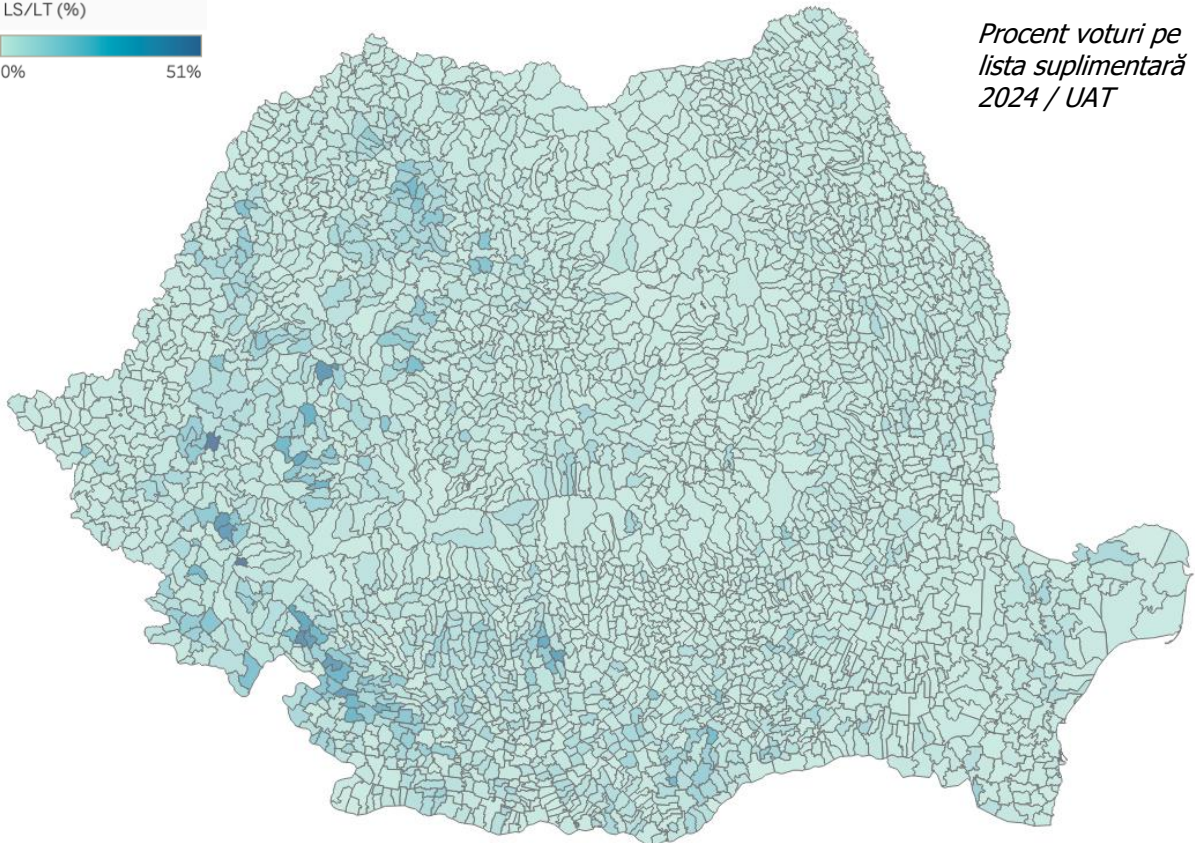 LS/LT (%)
0% 51%
Procent voturi pe
lista suplimentară
2024 / UAT